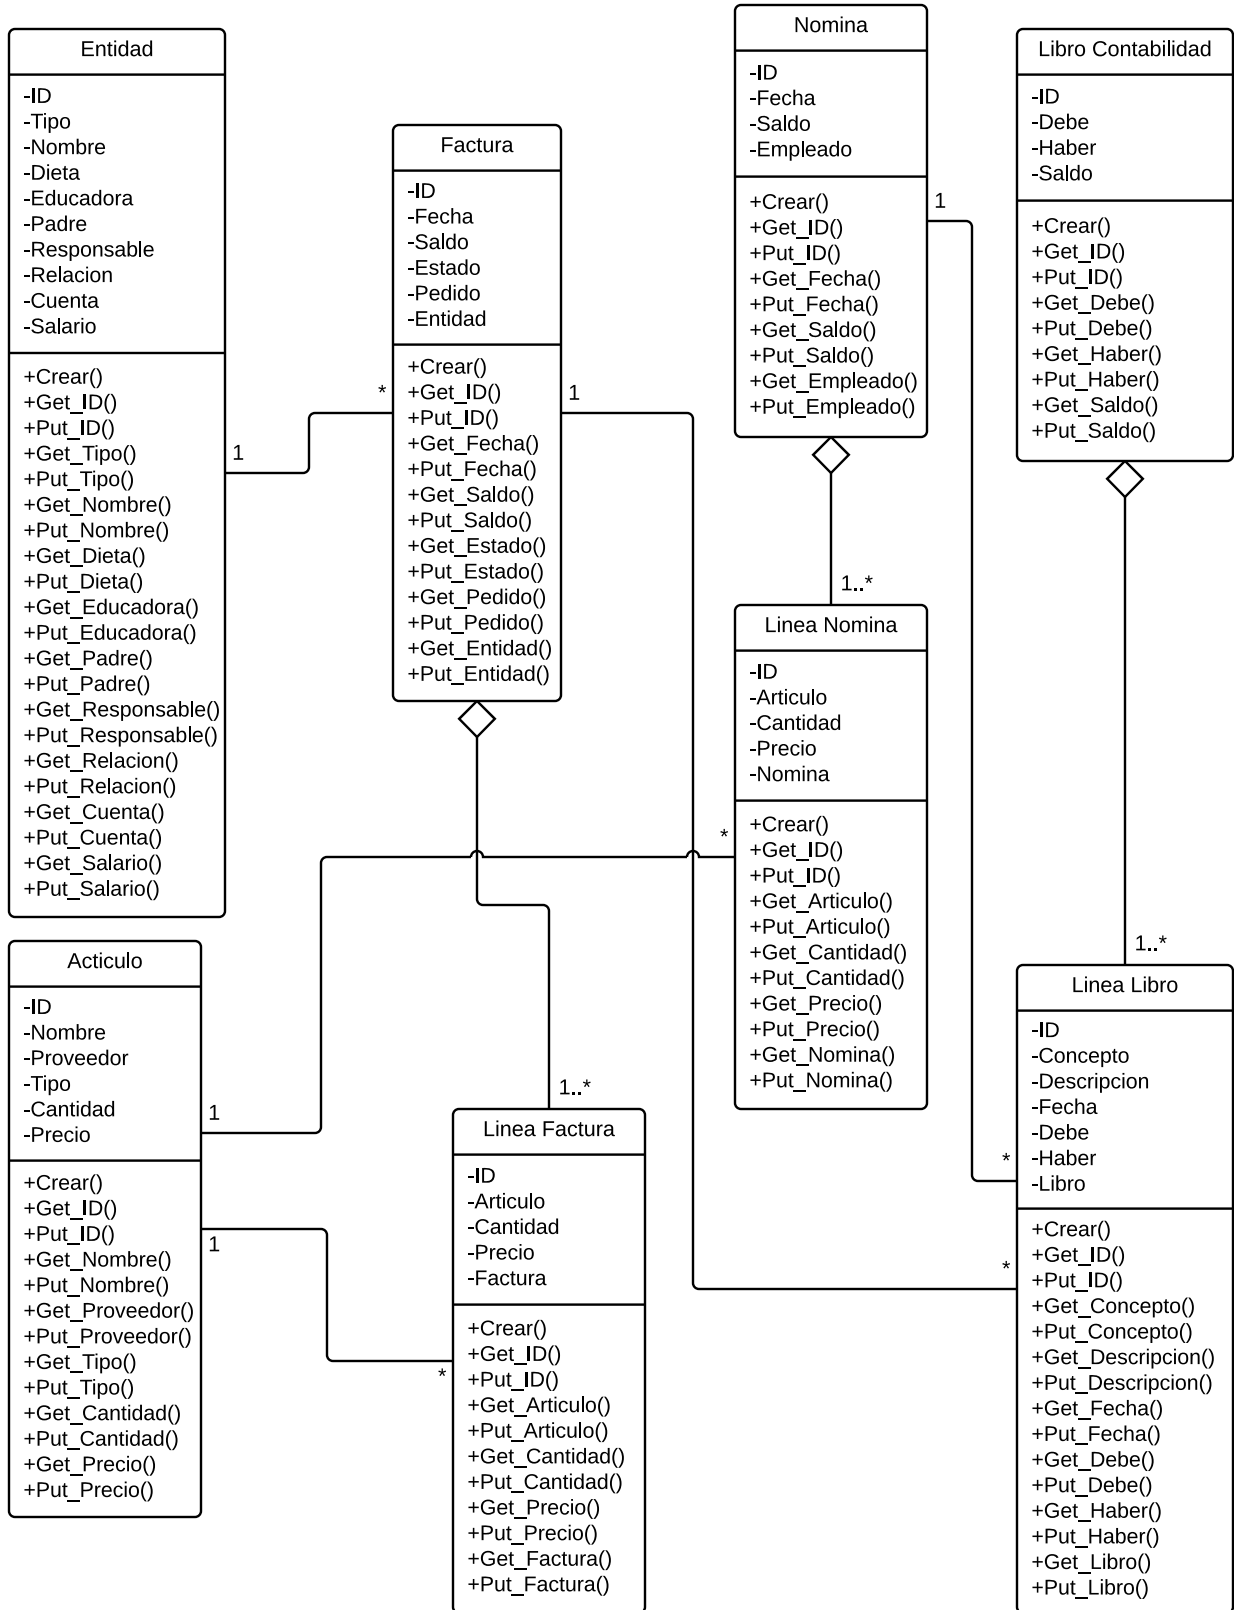 Entidad
-ID
-Tipo
-Nombre
-Dieta
-Educadora
-Padre
-Responsable
-Relacion
-Cuenta
-Salario
+Crear()
+Get_ID()
+Put_ID()
+Get_Tipo()
+Put_Tipo()
+Get_Nombre()
+Put_Nombre()
+Get_Dieta()
+Put_Dieta()
+Get_Educadora()
+Put_Educadora()
+Get_Padre()
+Put_Padre()
+Get_Responsable()
+Put_Responsable()
+Get_Relacion()
+Put_Relacion()
+Get_Cuenta()
+Put_Cuenta()
+Get_Salario()
+Put_Salario()
1
*
Factura
-ID
-Fecha
-Saldo
-Estado
-Pedido
-Entidad
+Crear()
+Get_ID()
+Put_ID()
+Get_Fecha()
+Put_Fecha()
+Get_Saldo()
+Put_Saldo()
+Get_Estado()
+Put_Estado()
+Get_Pedido()
+Put_Pedido()
+Get_Entidad()
+Put_Entidad()
1
Nomina
-ID
-Fecha
-Saldo
-Empleado
+Crear()
+Get_ID()
+Put_ID()
+Get_Fecha()
+Put_Fecha()
+Get_Saldo()
+Put_Saldo()
+Get_Empleado()
+Put_Empleado()
1
1..*
Libro Contabilidad
-ID
-Debe
-Haber
-Saldo
+Crear()
+Get_ID()
+Put_ID()
+Get_Debe()
+Put_Debe()
+Get_Haber()
+Put_Haber()
+Get_Saldo()
+Put_Saldo()
1..*
Linea Nomina
-ID
-Articulo
-Cantidad
-Precio
-Nomina
+Crear()
+Get_ID()
+Put_ID()
+Get_Articulo()
+Put_Articulo()
+Get_Cantidad()
+Put_Cantidad()
+Get_Precio()
+Put_Precio()
+Get_Nomina()
+Put_Nomina()
*
Acticulo
-ID
-Nombre
-Proveedor
-Tipo
-Cantidad
-Precio
+Crear()
+Get_ID()
+Put_ID()
+Get_Nombre()
+Put_Nombre()
+Get_Proveedor()
+Put_Proveedor()
+Get_Tipo()
+Put_Tipo()
+Get_Cantidad()
+Put_Cantidad()
+Get_Precio()
+Put_Precio()
1
1
1..*
Linea Factura
-ID
-Articulo
-Cantidad
-Precio
-Factura
+Crear()
+Get_ID()
+Put_ID()
+Get_Articulo()
+Put_Articulo()
+Get_Cantidad()
+Put_Cantidad()
+Get_Precio()
+Put_Precio()
+Get_Factura()
+Put_Factura()
*
Linea Libro
-ID
-Concepto
-Descripcion
-Fecha
-Debe
-Haber
-Libro
+Crear()
+Get_ID()
+Put_ID()
+Get_Concepto()
+Put_Concepto()
+Get_Descripcion()
+Put_Descripcion()
+Get_Fecha()
+Put_Fecha()
+Get_Debe()
+Put_Debe()
+Get_Haber()
+Put_Haber()
+Get_Libro()
+Put_Libro()
*
*